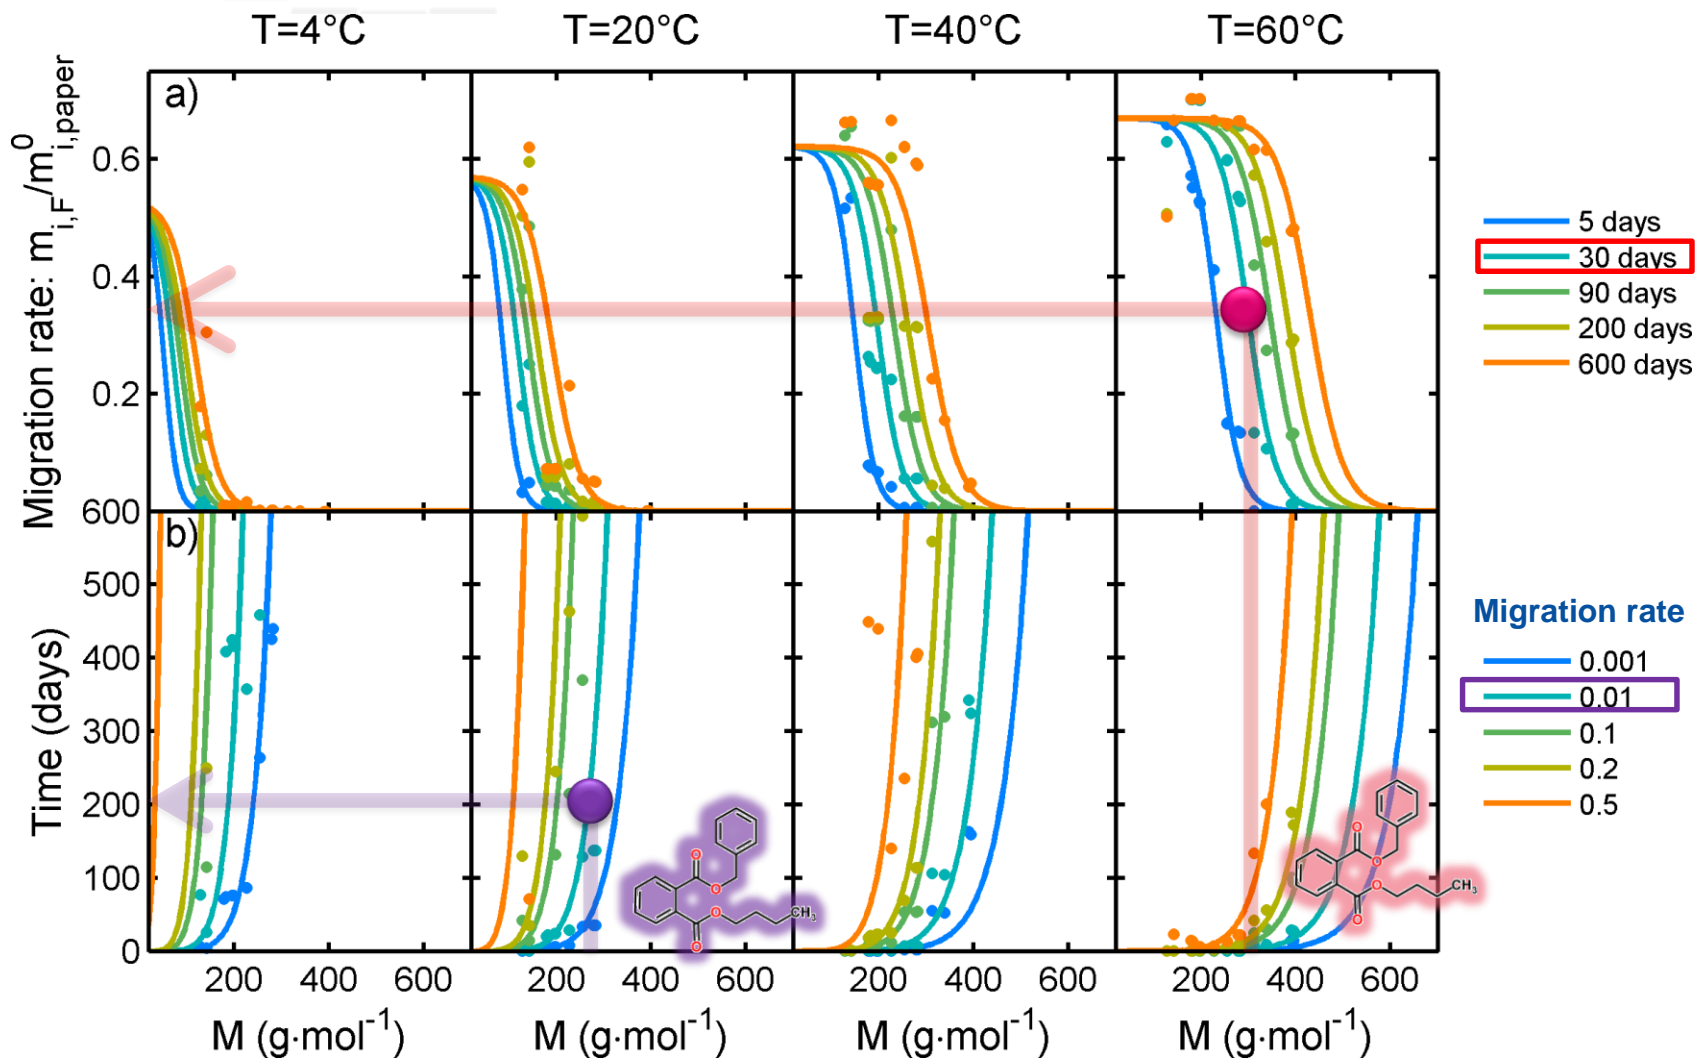 T=4°C T=20°C T=40°C T=60°C
a)
Migration rate: m_{i,F}/m^0_{i,paper}
0.6
0.4
0.2
5 days
30 days
90 days
200 days
600 days
b)
Time (days)
600
500
400
300
200
100
0
O
O
O
O
CH₃
O
O
O
O
CH₃
Migration rate
0.001
0.01
0.1
0.2
0.5
200 400 600 200 400 600 200 400 600 200 400 600
M (g·mol⁻¹) M (g·mol⁻¹) M (g·mol⁻¹) M (g·mol⁻¹)